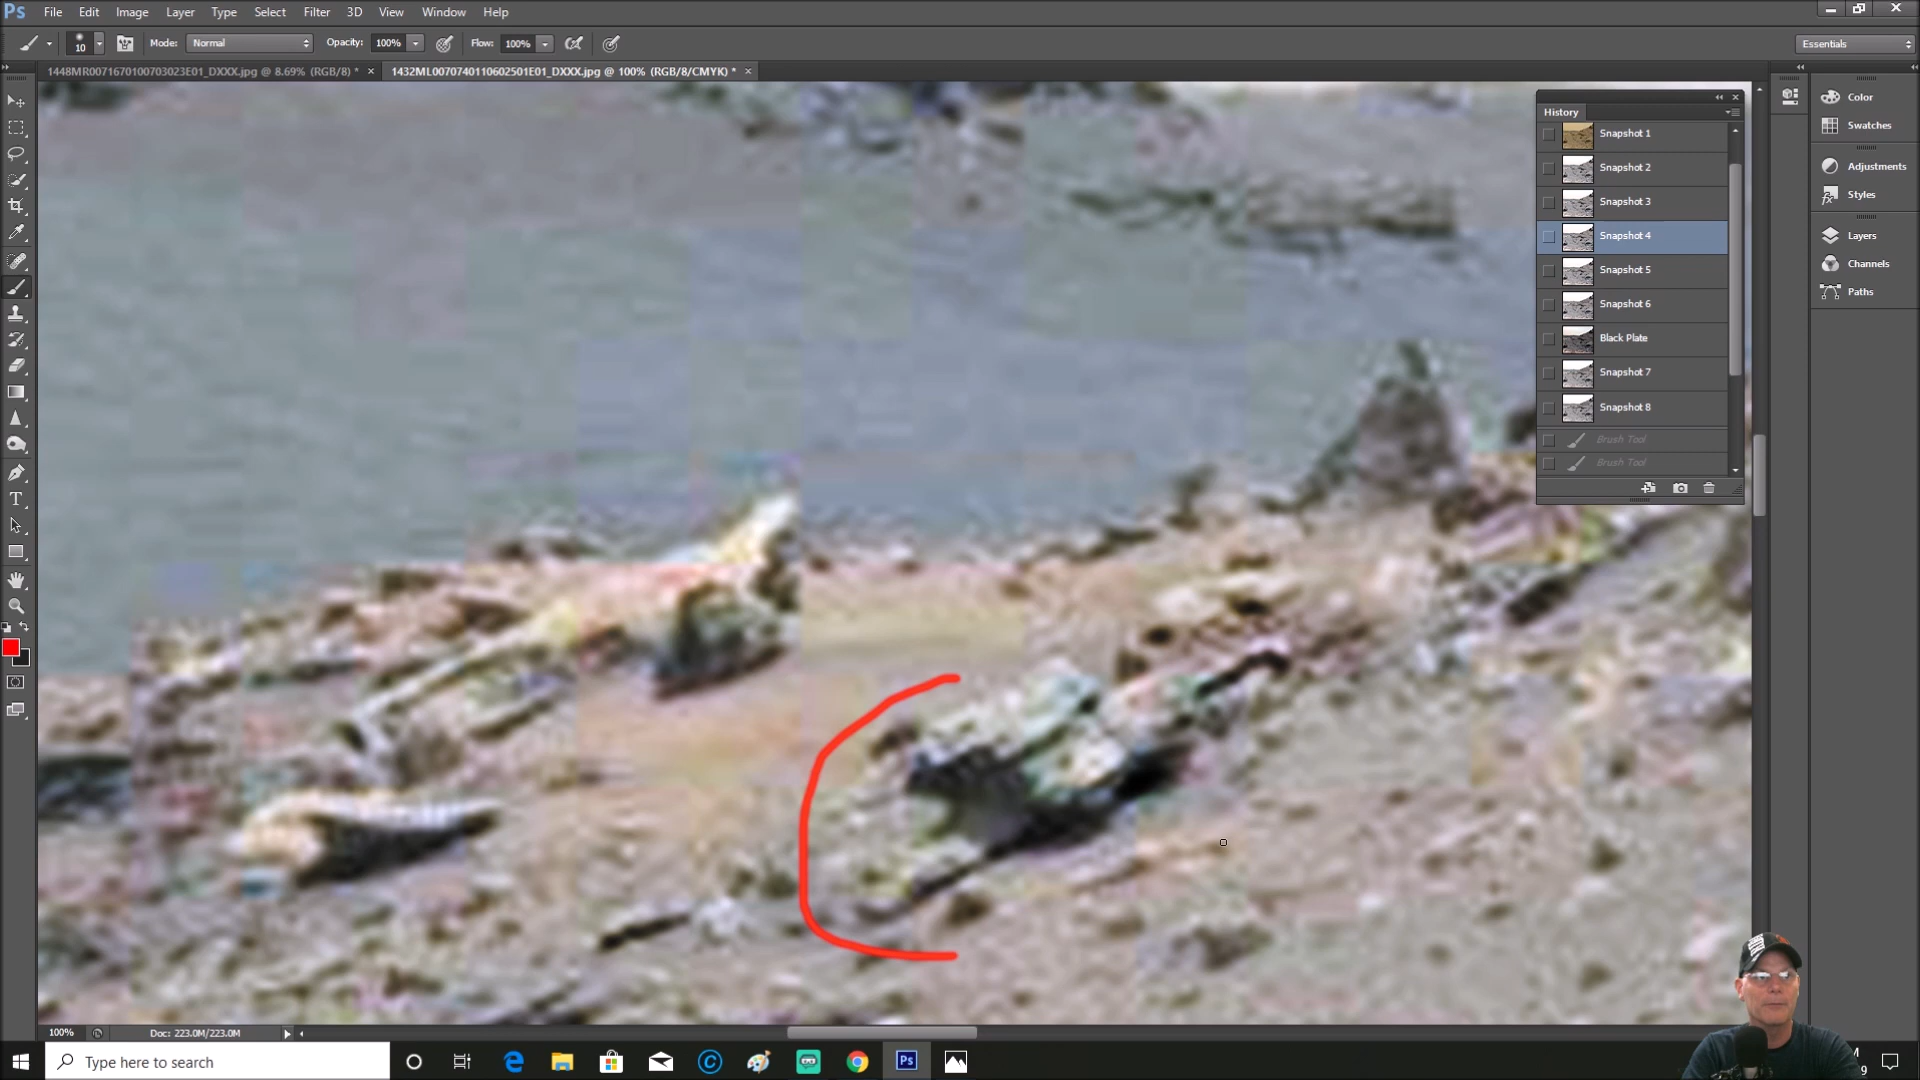 Ps File Edit Image Layer Type Select Filter 3D View Window Help
10 Mode: Normal Opacity: 100% Flow: 100% Essentials
1448MR0071670100703023E01_DXXX.jpg @ 8.69% (RGB/8) * × 1432ML0070740110602501E01_DXXX.jpg @ 100% (RGB/8/CMYK) * ×
History
Snapshot 1
Snapshot 2
Snapshot 3
Snapshot 4
Snapshot 5
Snapshot 6
Black Plate
Snapshot 7
Snapshot 8
Brush Tool
Brush Tool
Color
Swatches
Adjustments
Styles
Layers
Channels
Paths
100% Doc: 223.0M/223.0M
Type here to search
Ps